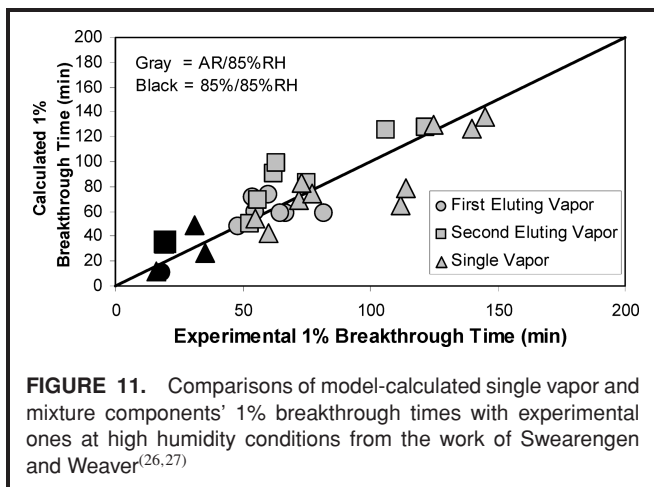 Gray = AR/85%RH
Black = 85%/85%RH
200
180
160
140
120
100
80
60
40
20
0
Calculated 1%
Breakthrough Time (min)
First Eluting Vapor
Second Eluting Vapor
Single Vapor
0 50 100 150 200
Experimental 1% Breakthrough Time (min)
FIGURE 11. Comparisons of model-calculated single vapor and
mixture components' 1% breakthrough times with experimental
ones at high humidity conditions from the work of Swearengen
and Weaver(26,27)